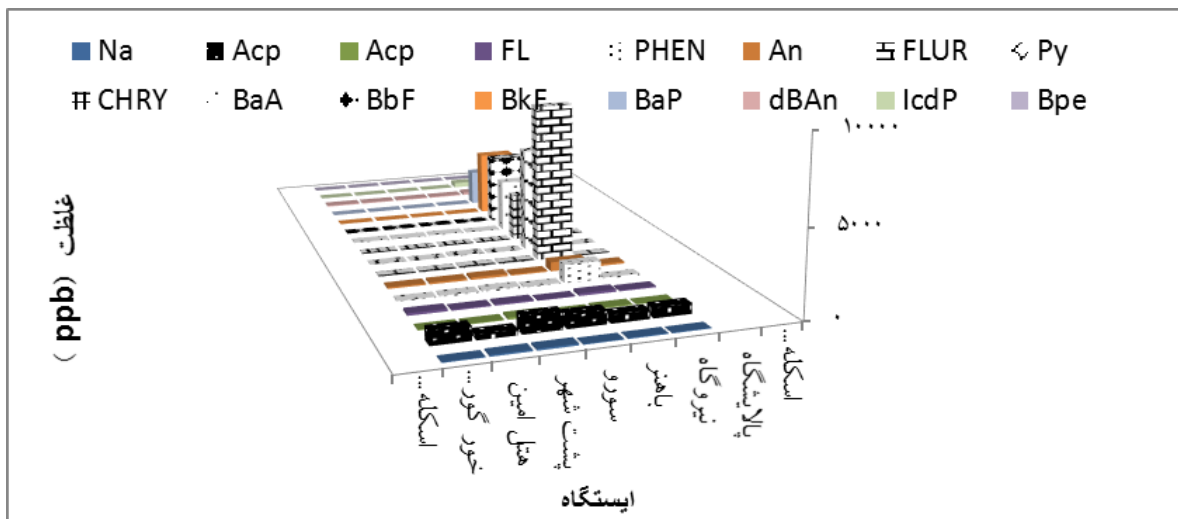 Na Acp Acp FL PHEN An FLUR Py
CHRY BaA BbF BkF BaP dBAn IcdP Bpe
۱۰۰۰۰
۵۰۰۰
۰
غلظت (ppb)
اسکله...
خور گور...
هتل امین
پشت شهر
سورو
باهنر
نیروگاه
پالایشگاه
اسکله...
ایستگاه